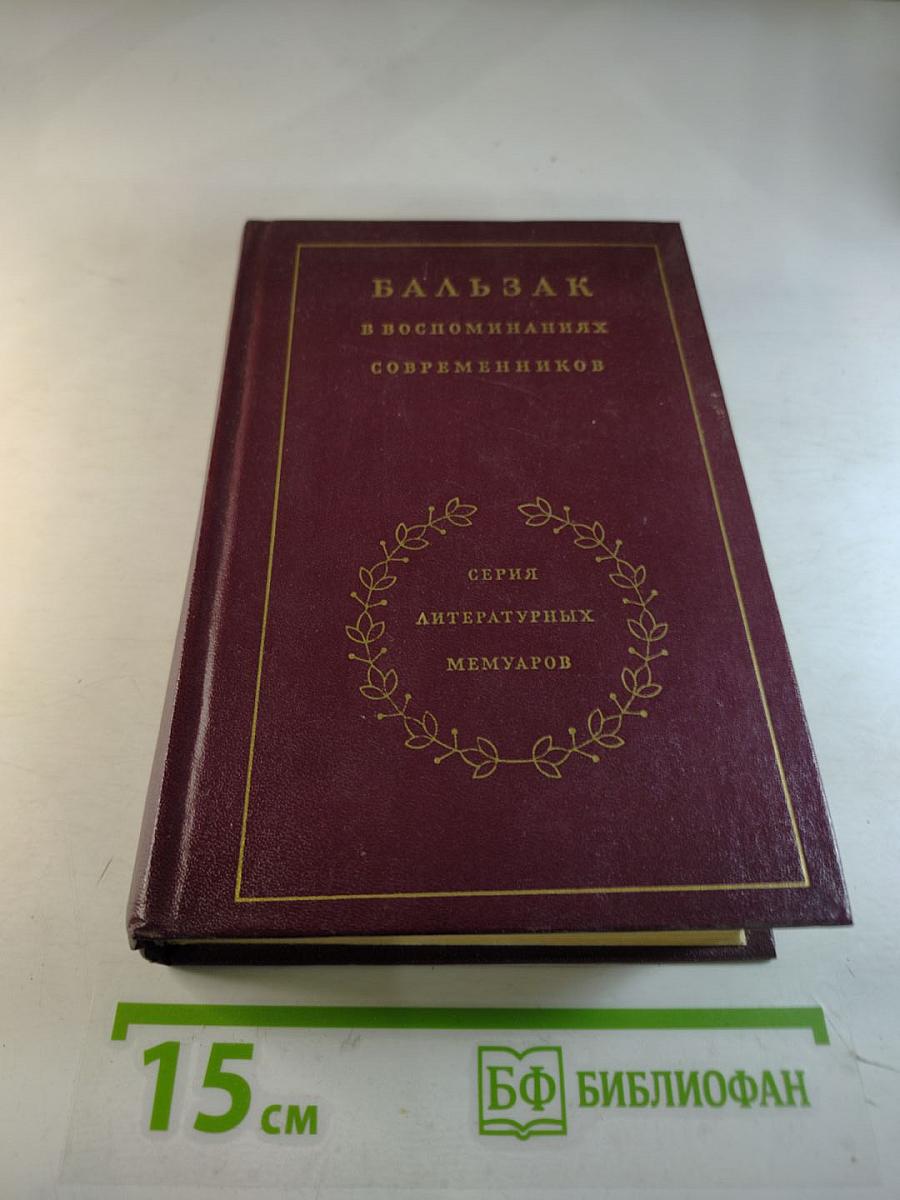 БАЛЬЗАК
В ВОСПОМИНАНИЯХ
СОВРЕМЕННИКОВ
СЕРИЯ
ЛИТЕРАТУРНЫХ
МЕМУАРОВ
15 см
БФ БИБЛИОФАН